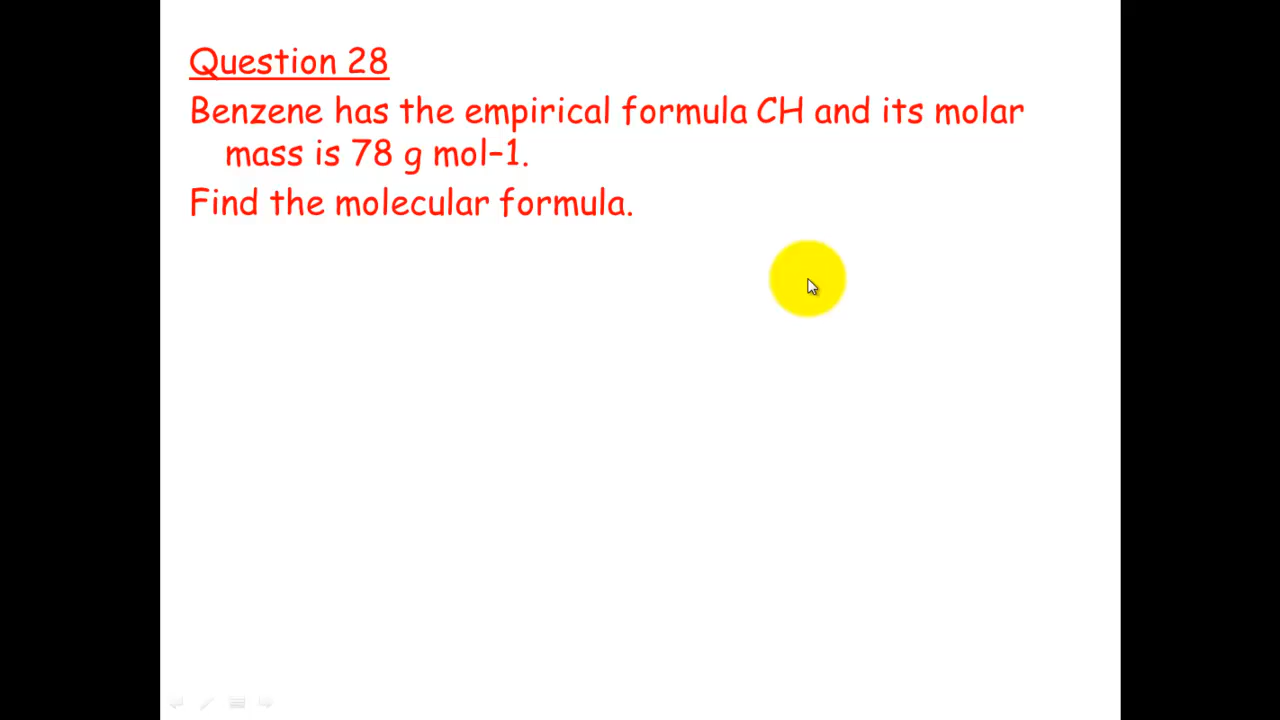 Question 28
Benzene has the empirical formula CH and its molar
mass is 78 g mol–1.
Find the molecular formula.